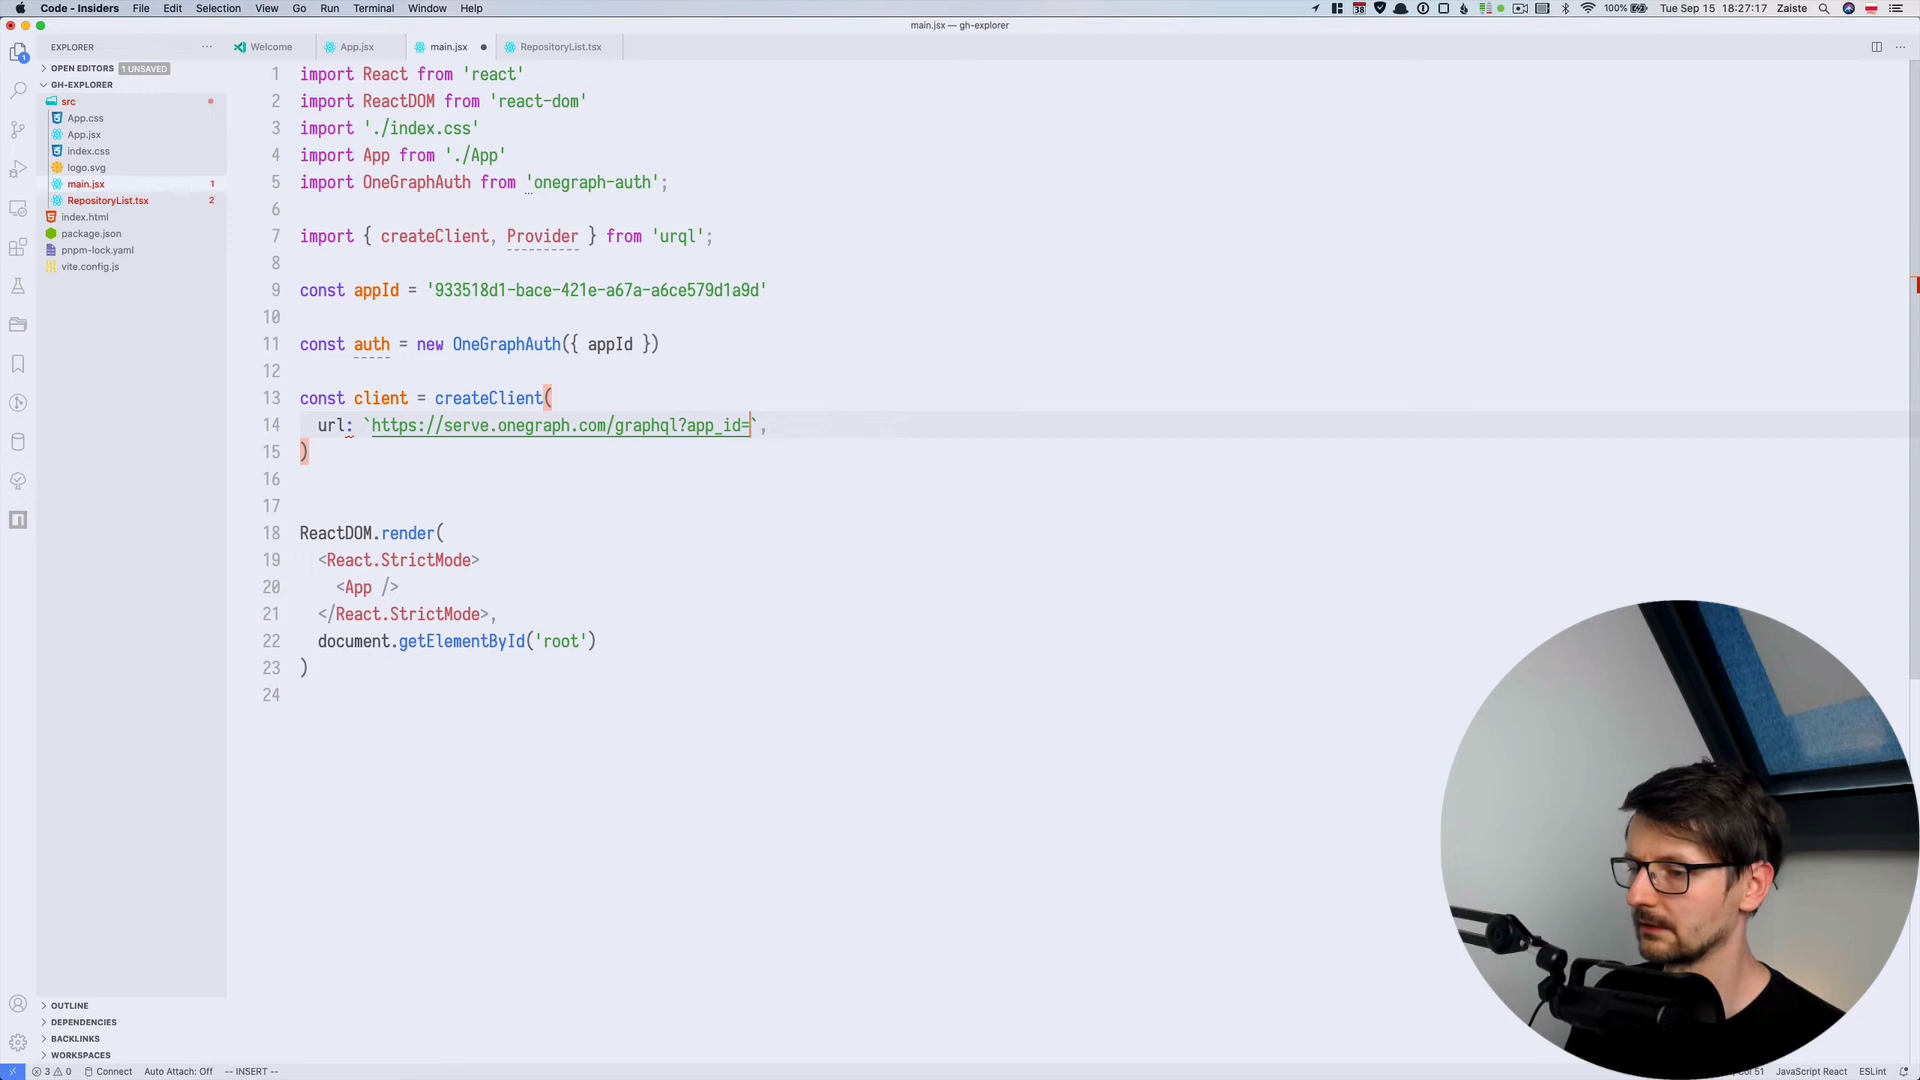 Code - Insiders File Edit Selection View Go Run Terminal Window Help
38 100% Tue Sep 15 18:27:17 Zaiste
main.jsx — gh-explorer
EXPLORER ···
Welcome App.jsx main.jsx ● RepositoryList.tsx
OPEN EDITORS 1 UNSAVED
GH-EXPLORER
src
App.css
App.jsx
index.css
logo.svg
main.jsx 1
RepositoryList.tsx 2
index.html
package.json
pnpm-lock.yaml
vite.config.js
1 import React from 'react'
2 import ReactDOM from 'react-dom'
3 import './index.css'
4 import App from './App'
5 import OneGraphAuth from 'onegraph-auth';
6
7 import { createClient, Provider } from 'urql';
8
9 const appId = '933518d1-bace-421e-a67a-a6ce579d1a9d'
10
11 const auth = new OneGraphAuth({ appId })
12
13 const client = createClient(
14 url: `https://serve.onegraph.com/graphql?app_id=`,
15 )
16
17
18 ReactDOM.render(
19 <React.StrictMode>
20 <App />
21 </React.StrictMode>,
22 document.getElementById('root')
23 )
24
OUTLINE
DEPENDENCIES
BACKLINKS
WORKSPACES
3 0 Connect Auto Attach: Off -- INSERT -- Col 51 JavaScript React ESLint